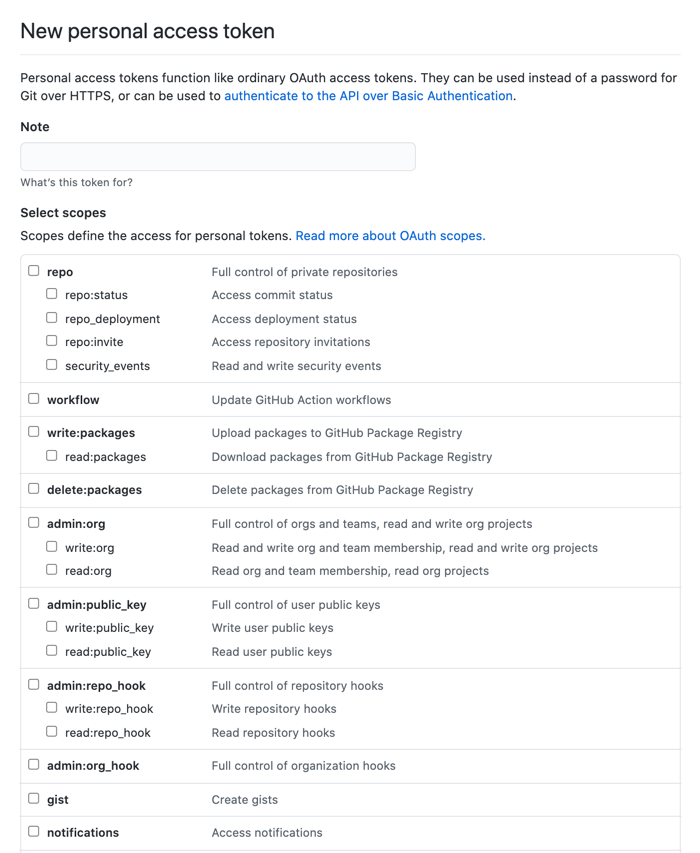 New personal access token
Personal access tokens function like ordinary OAuth access tokens. They can be used instead of a password for
Git over HTTPS, or can be used to authenticate to the API over Basic Authentication.
Note
What's this token for?
Select scopes
Scopes define the access for personal tokens. Read more about OAuth scopes.
repo Full control of private repositories
repo:status Access commit status
repo_deployment Access deployment status
repo:invite Access repository invitations
security_events Read and write security events
workflow Update GitHub Action workflows
write:packages Upload packages to GitHub Package Registry
read:packages Download packages from GitHub Package Registry
delete:packages Delete packages from GitHub Package Registry
admin:org Full control of orgs and teams, read and write org projects
write:org Read and write org and team membership, read and write org projects
read:org Read org and team membership, read org projects
admin:public_key Full control of user public keys
write:public_key Write user public keys
read:public_key Read user public keys
admin:repo_hook Full control of repository hooks
write:repo_hook Write repository hooks
read:repo_hook Read repository hooks
admin:org_hook Full control of organization hooks
gist Create gists
notifications Access notifications